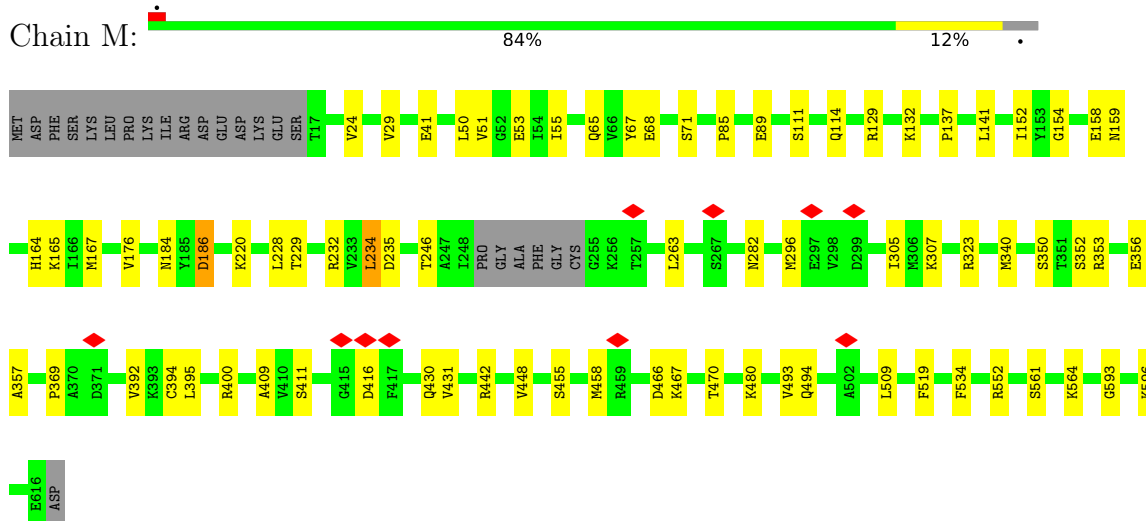 Chain M:
84% 12%
MET ASP PHE SER LYS LEU PRO LYS ILE ARG ASP GLU ASP LYS GLU SER T17 V24 V29 E41 L50 V51 G52 E53 I54 I55 Q65 V66 Y67 E68 S71 P85 E89 S111 Q114 R129 K132 P137 L141 I152 Y153 G154 E158 N159
H164 K165 I166 M167 V176 N184 Y185 D186 K220 L228 T229 R232 V233 L234 D235 T246 A247 I248 PRO GLY ALA PHE GLY CYS G255 K256 T257 L263 S267 N282 M296 E297 V298 D299 I305 M306 K307 R323 M340 S350 T351 S352 R353 E356
A357 P369 A370 D371 V392 K393 C394 L395 R400 A409 V410 S411 G415 D416 F417 Q430 V431 R442 V448 S455 M458 R459 D466 K467 T470 K480 V493 Q494 A502 L509 F519 F534 R552 S561 K564 G593
E616 ASP